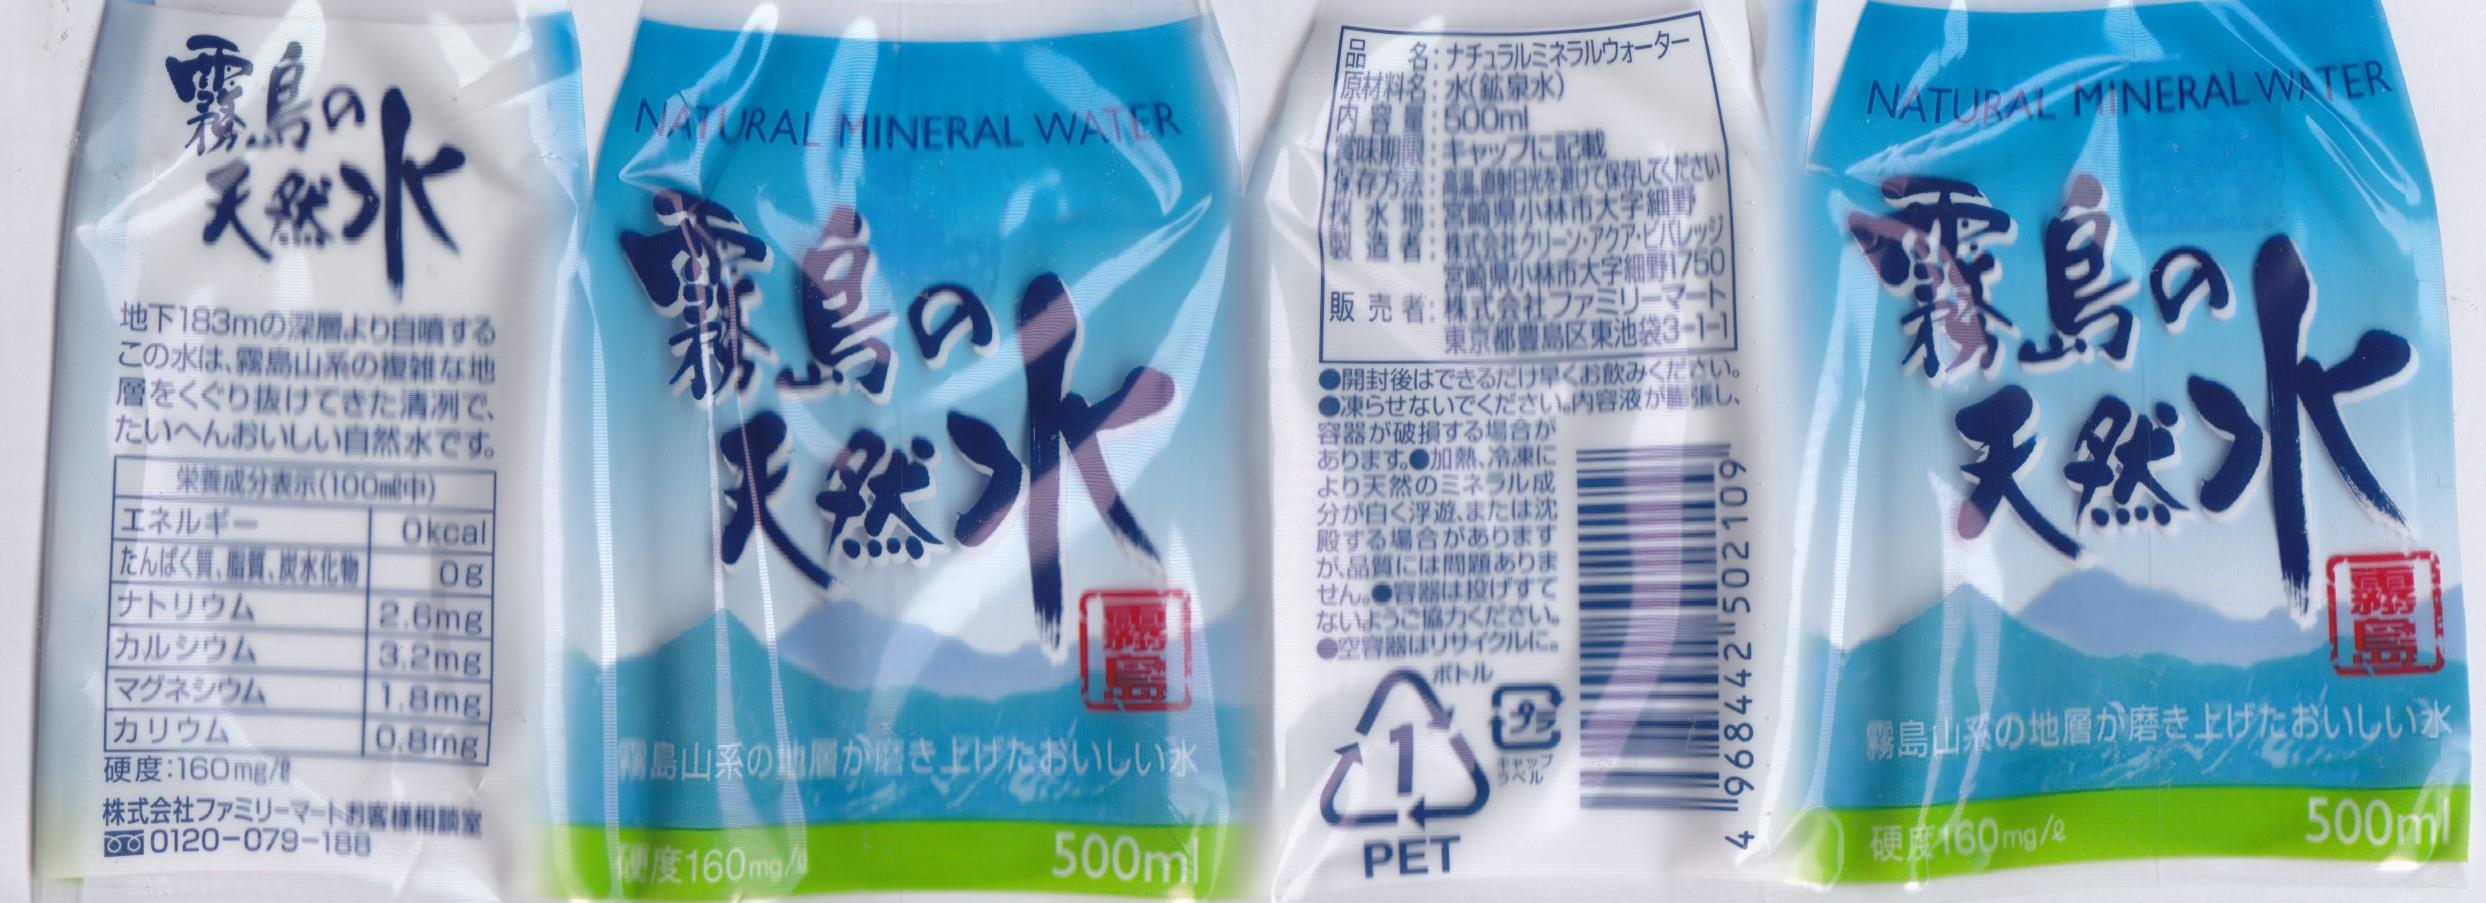 霧島の
天然水
地下183mの深層より自噴する
この水は、霧島山系の複雑な地
層をくぐり抜けてきた清冽で、
たいへんおいしい自然水です。
栄養成分表示(100㎖中)
エネルギー 0kcal
たんぱく質、脂質、炭水化物 0g
ナトリウム 2.6mg
カルシウム 3.2mg
マグネシウム 1.8mg
カリウム 0.8mg
硬度:160mg/ℓ
株式会社ファミリーマートお客様相談室
0120-079-188
NATURAL MINERAL WATER
霧島の
天然水
霧島
霧島山系の地層が磨き上げたおいしい水
硬度160mg/ℓ 500ml
品名:ナチュラルミネラルウォーター
原材料名:水(鉱泉水)
内容量:500ml
賞味期限:キャップに記載
保存方法:高温、直射日光を避けて保存してください
採水地:宮崎県小林市大字細野
製造者:株式会社クリーン・アクア・ビバレッジ
宮崎県小林市大字細野1750
販売者:株式会社ファミリーマート
東京都豊島区東池袋3-1-1
●開封後はできるだけ早くお飲みください。
●凍らせないでください。内容液が膨張し、
容器が破損する場合が
あります。●加熱、冷凍に
より天然のミネラル成
分が白く浮遊、または沈
殿する場合があります
が、品質には問題ありま
せん。●容器は投げすて
ないようご協力ください。
●空容器はリサイクルに。
ボトル
1
PET
プラ
キャップ
ラベル
4968442502109
NATURAL MINERAL WATER
霧島の
天然水
霧島
霧島山系の地層が磨き上げたおいしい水
硬度160mg/ℓ 500ml